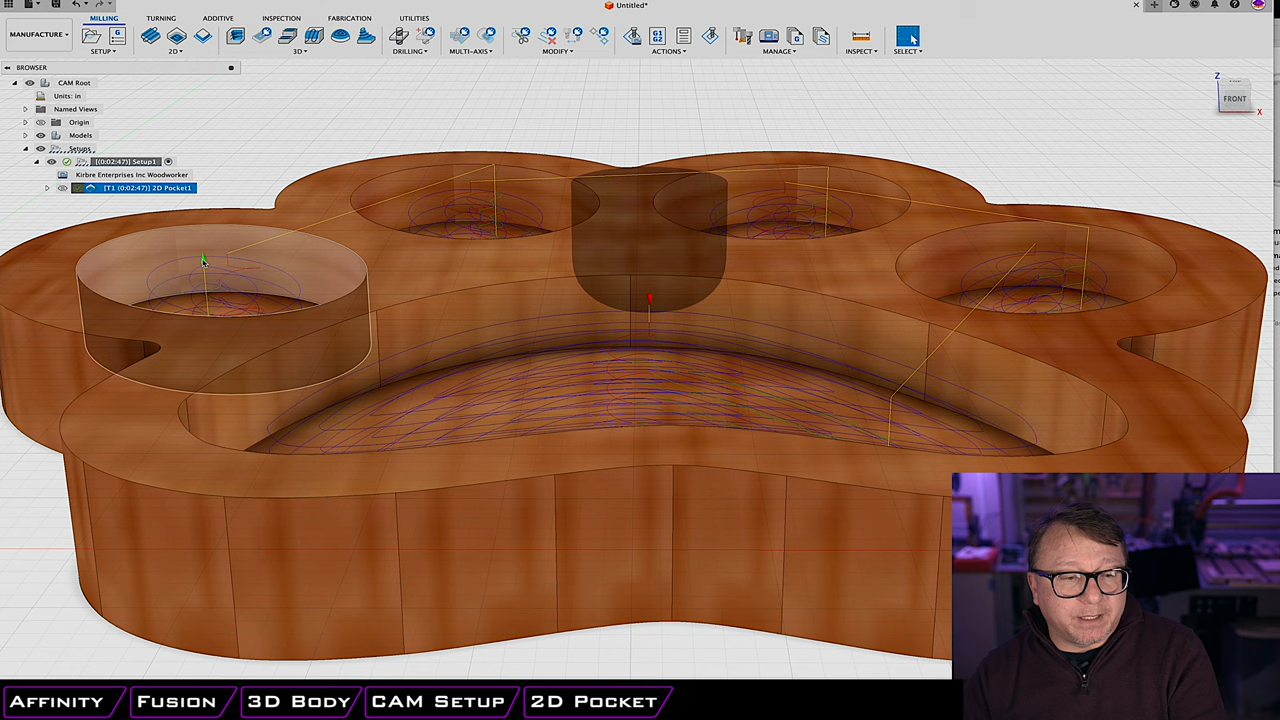 Untitled*
MANUFACTURE
MILLING TURNING ADDITIVE INSPECTION FABRICATION UTILITIES
SETUP 2D 3D DRILLING MULTI-AXIS MODIFY ACTIONS MANAGE INSPECT SELECT
G1
G2
BROWSER
CAM Root
Units: in
Named Views
Origin
Models
Setups
[(0:02:47)] Setup1
Kirbre Enterprises Inc Woodworker
[T1 (0:02:47)] 2D Pocket1
Z
FRONT
X
AFFINITY FUSION 3D BODY CAM SETUP 2D POCKET